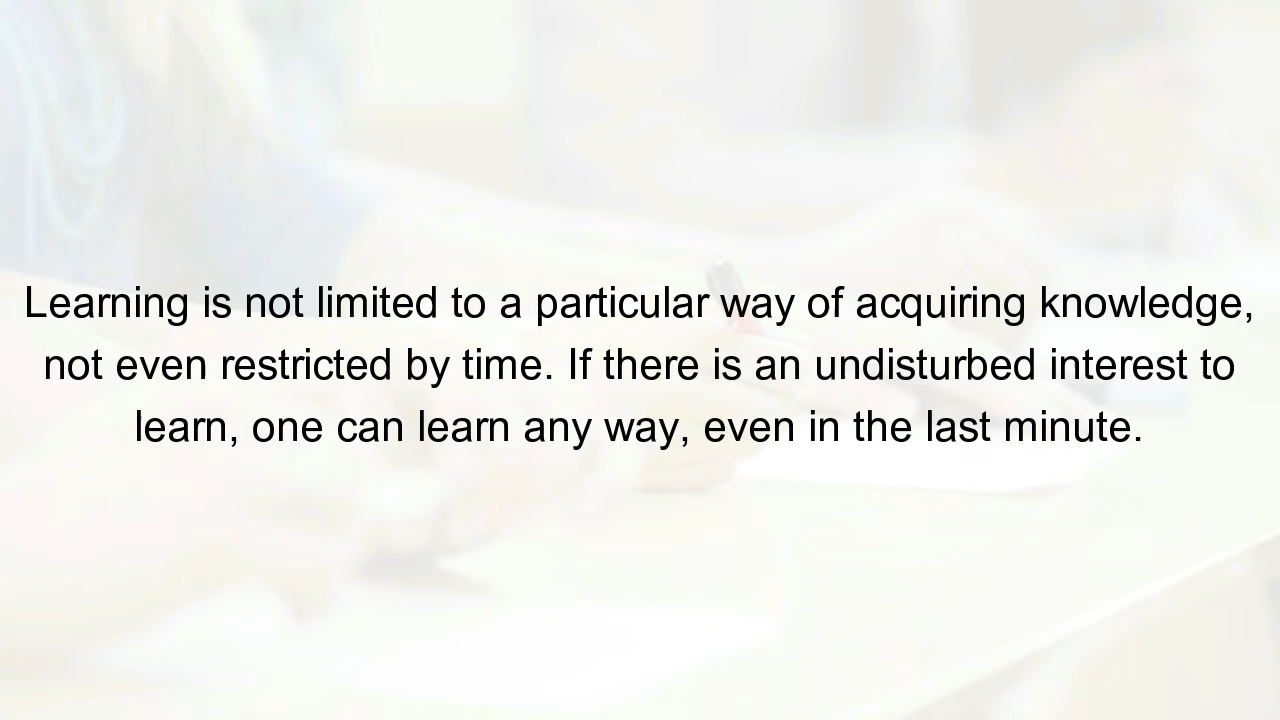 Learning is not limited to a particular way of acquiring knowledge,
not even restricted by time. If there is an undisturbed interest to
learn, one can learn any way, even in the last minute.